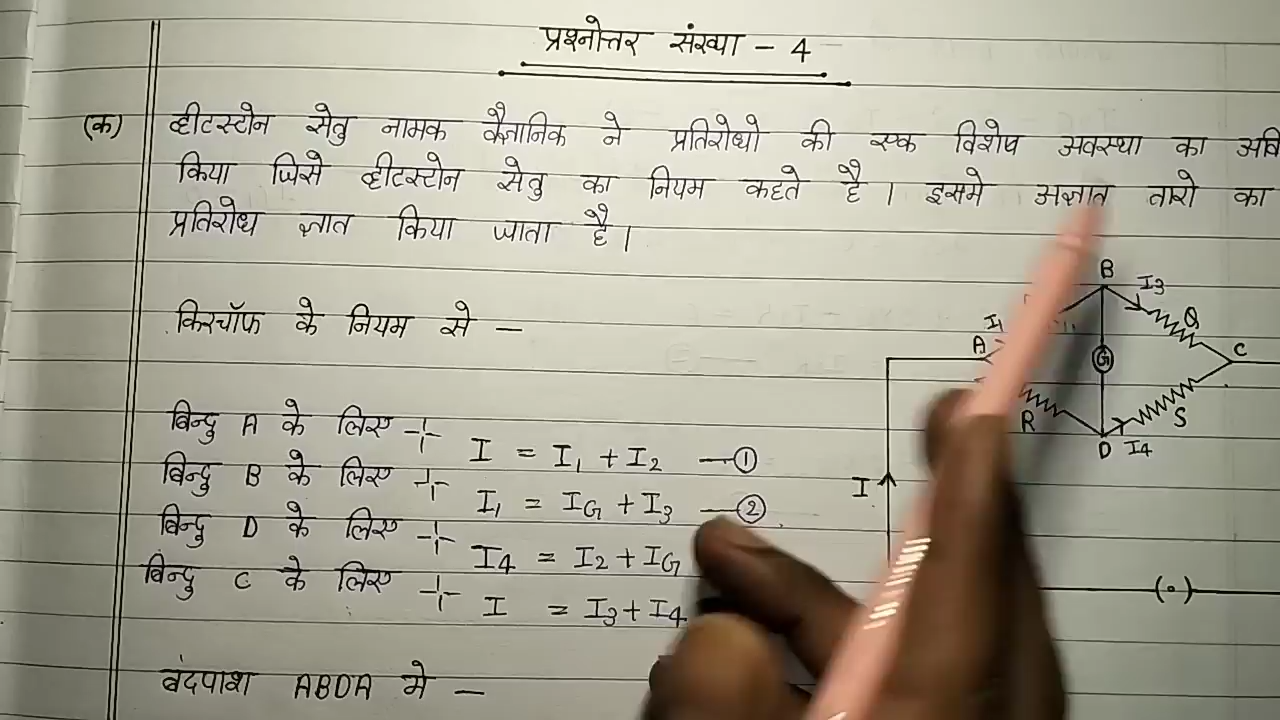 प्रश्नोत्तर संख्या - 4
(क) व्हीटस्टोन सेतु नामक वैज्ञानिक ने प्रतिरोधो की एक विशेष अवस्था का
किया जिसे व्हीटस्टोन सेतु का नियम कहते है। इसमे अज्ञात तारो का
प्रतिरोध ज्ञात किया जाता है।
किरचॉफ के नियम से -
बिन्दु A के लिए ÷ I = I₁ + I₂ —①
बिन्दु B के लिए ÷ I₁ = IG + I₃ —②
बिन्दु D के लिए ÷ I₄ = I₂ + IG
बिन्दु C के लिए ÷ I = I₃ + I₄
बंदपाश ABDA मे -
B I₃
Q
A
G
C
R
S
D I₄
I